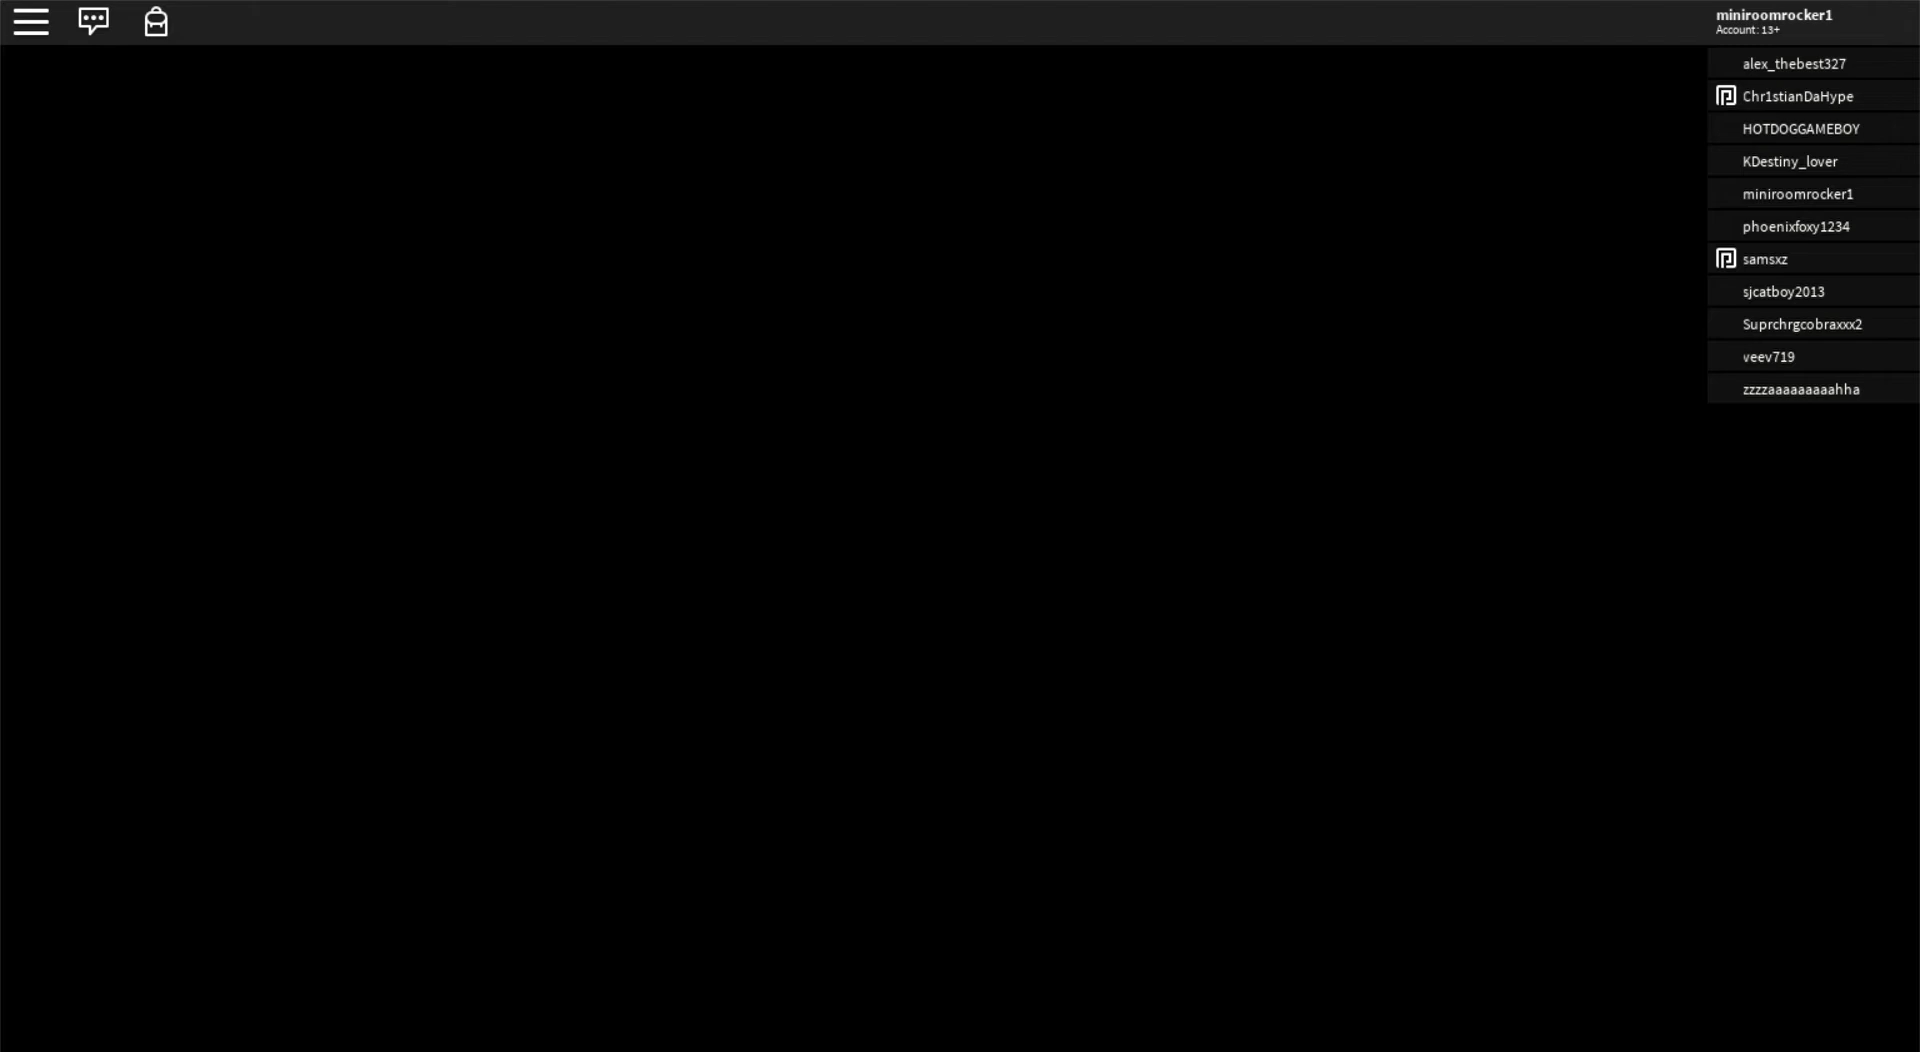 miniroomrocker1
Account: 13+
alex_thebest327
Chr1stianDaHype
HOTDOGGAMEBOY
KDestiny_lover
miniroomrocker1
phoenixfoxy1234
samsxz
sjcatboy2013
Suprchrgcobraxxx2
veev719
zzzzaaaaaaaaahha